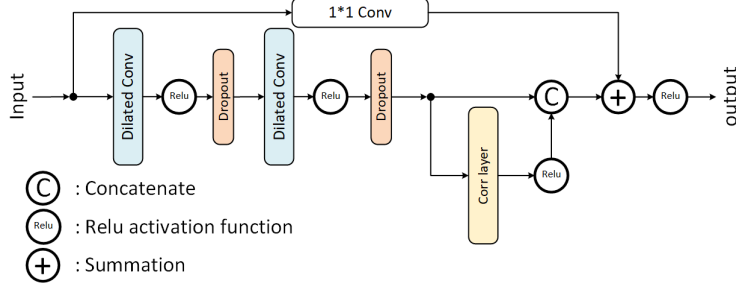 1*1 Conv
Input
Dilated Conv
Relu
Dropout
Dilated Conv
Relu
Dropout
C
+
Relu
output
Corr layer
Relu
C : Concatenate
Relu : Relu activation function
+ : Summation